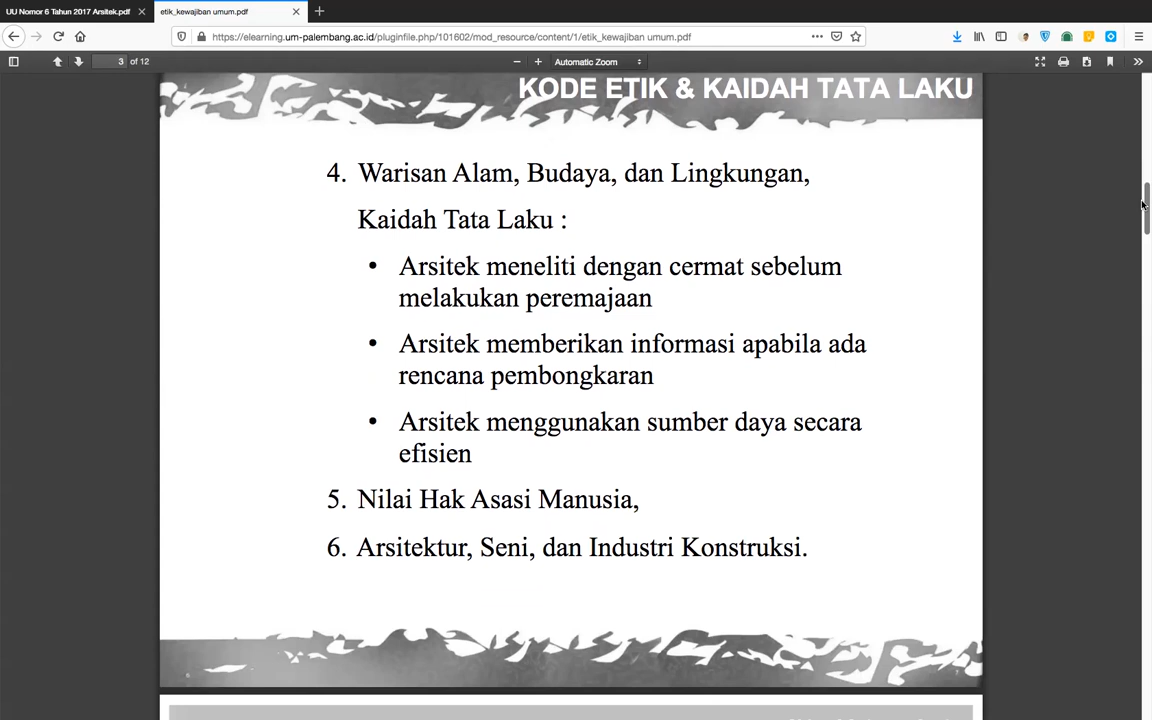 UU Nomor 6 Tahun 2017 Arsitek.pdf
etik_kewajiban umum.pdf
https://elearning.um-palembang.ac.id/pluginfile.php/101602/mod_resource/content/1/etik_kewajiban umum.pdf
3 of 12
Automatic Zoom
KODE ETIK & KAIDAH TATA LAKU
4. Warisan Alam, Budaya, dan Lingkungan,
Kaidah Tata Laku :
• Arsitek meneliti dengan cermat sebelum
melakukan peremajaan
• Arsitek memberikan informasi apabila ada
rencana pembongkaran
• Arsitek menggunakan sumber daya secara
efisien
5. Nilai Hak Asasi Manusia,
6. Arsitektur, Seni, dan Industri Konstruksi.